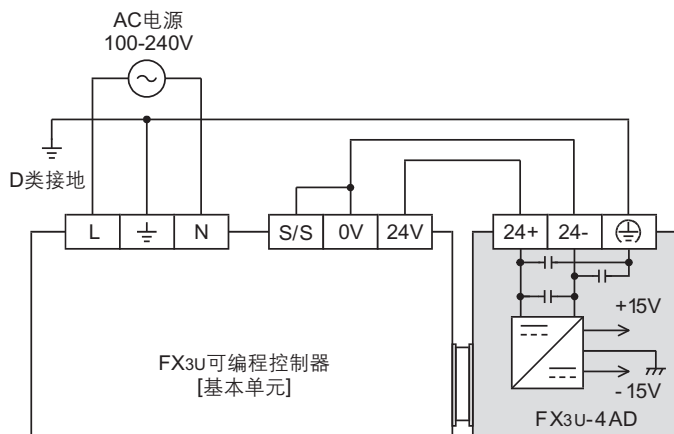 AC电源
100-240V
D类接地
L
N
S/S
0V
24V
24+
24-
+15V
-15V
FX3U可编程控制器
[基本单元]
FX3U-4AD